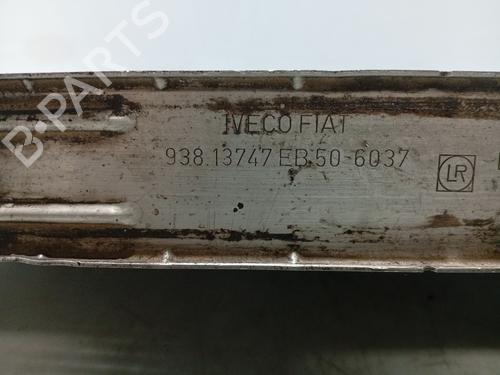 B-PARTS
IVECO FIAT
938.13747 EB 50-6037
LR